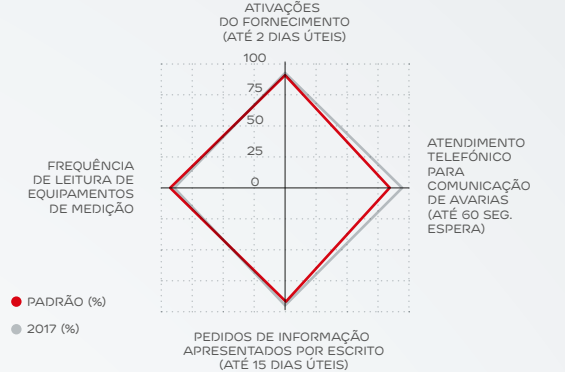 ATIVAÇÕES
DO FORNECIMENTO
(ATÉ 2 DIAS ÚTEIS)
100
75
50
25
0
ATENDIMENTO
TELEFÓNICO
PARA
COMUNICAÇÃO
DE AVARIAS
(ATÉ 60 SEG.
ESPERA)
FREQUÊNCIA
DE LEITURA DE
EQUIPAMENTOS
DE MEDIÇÃO
PADRÃO (%)
2017 (%)
PEDIDOS DE INFORMAÇÃO
APRESENTADOS POR ESCRITO
(ATÉ 15 DIAS ÚTEIS)